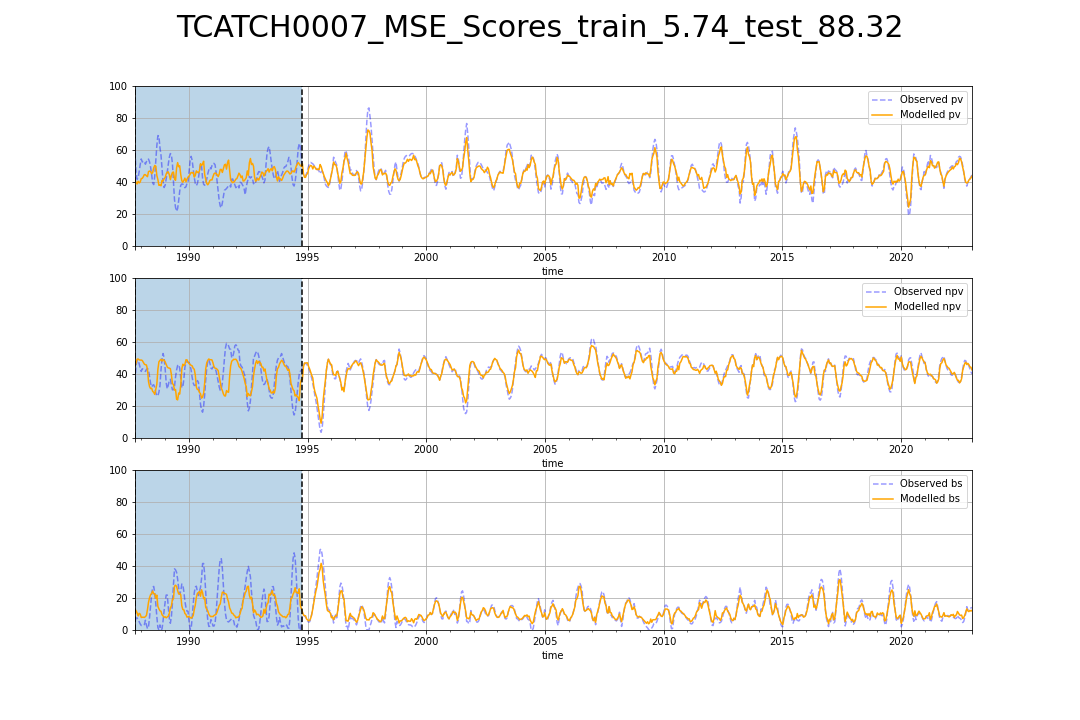 TCATCH0007_MSE_Scores_train_5.74_test_88.32
100
80
60
40
20
0
Observed pv
Modelled pv
1990 1995 2000 2005 2010 2015 2020
time
100
80
60
40
20
0
Observed npv
Modelled npv
1990 1995 2000 2005 2010 2015 2020
time
100
80
60
40
20
0
Observed bs
Modelled bs
1990 1995 2000 2005 2010 2015 2020
time